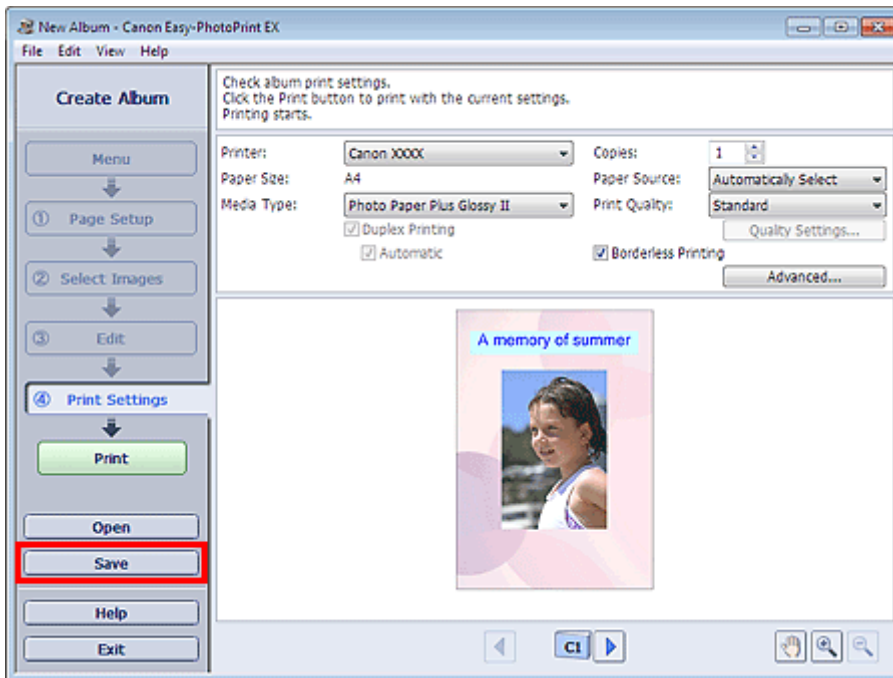 New Album - Canon Easy-PhotoPrint EX
File Edit View Help
Create Album
Menu
① Page Setup
② Select Images
③ Edit
④ Print Settings
Print
Open
Save
Help
Exit
Check album print settings.
Click the Print button to print with the current settings.
Printing starts.
Printer: Canon XXXX Copies: 1
Paper Size: A4 Paper Source: Automatically Select
Media Type: Photo Paper Plus Glossy II Print Quality: Standard
Duplex Printing Quality Settings...
Automatic Borderless Printing
Advanced...
A memory of summer
C1